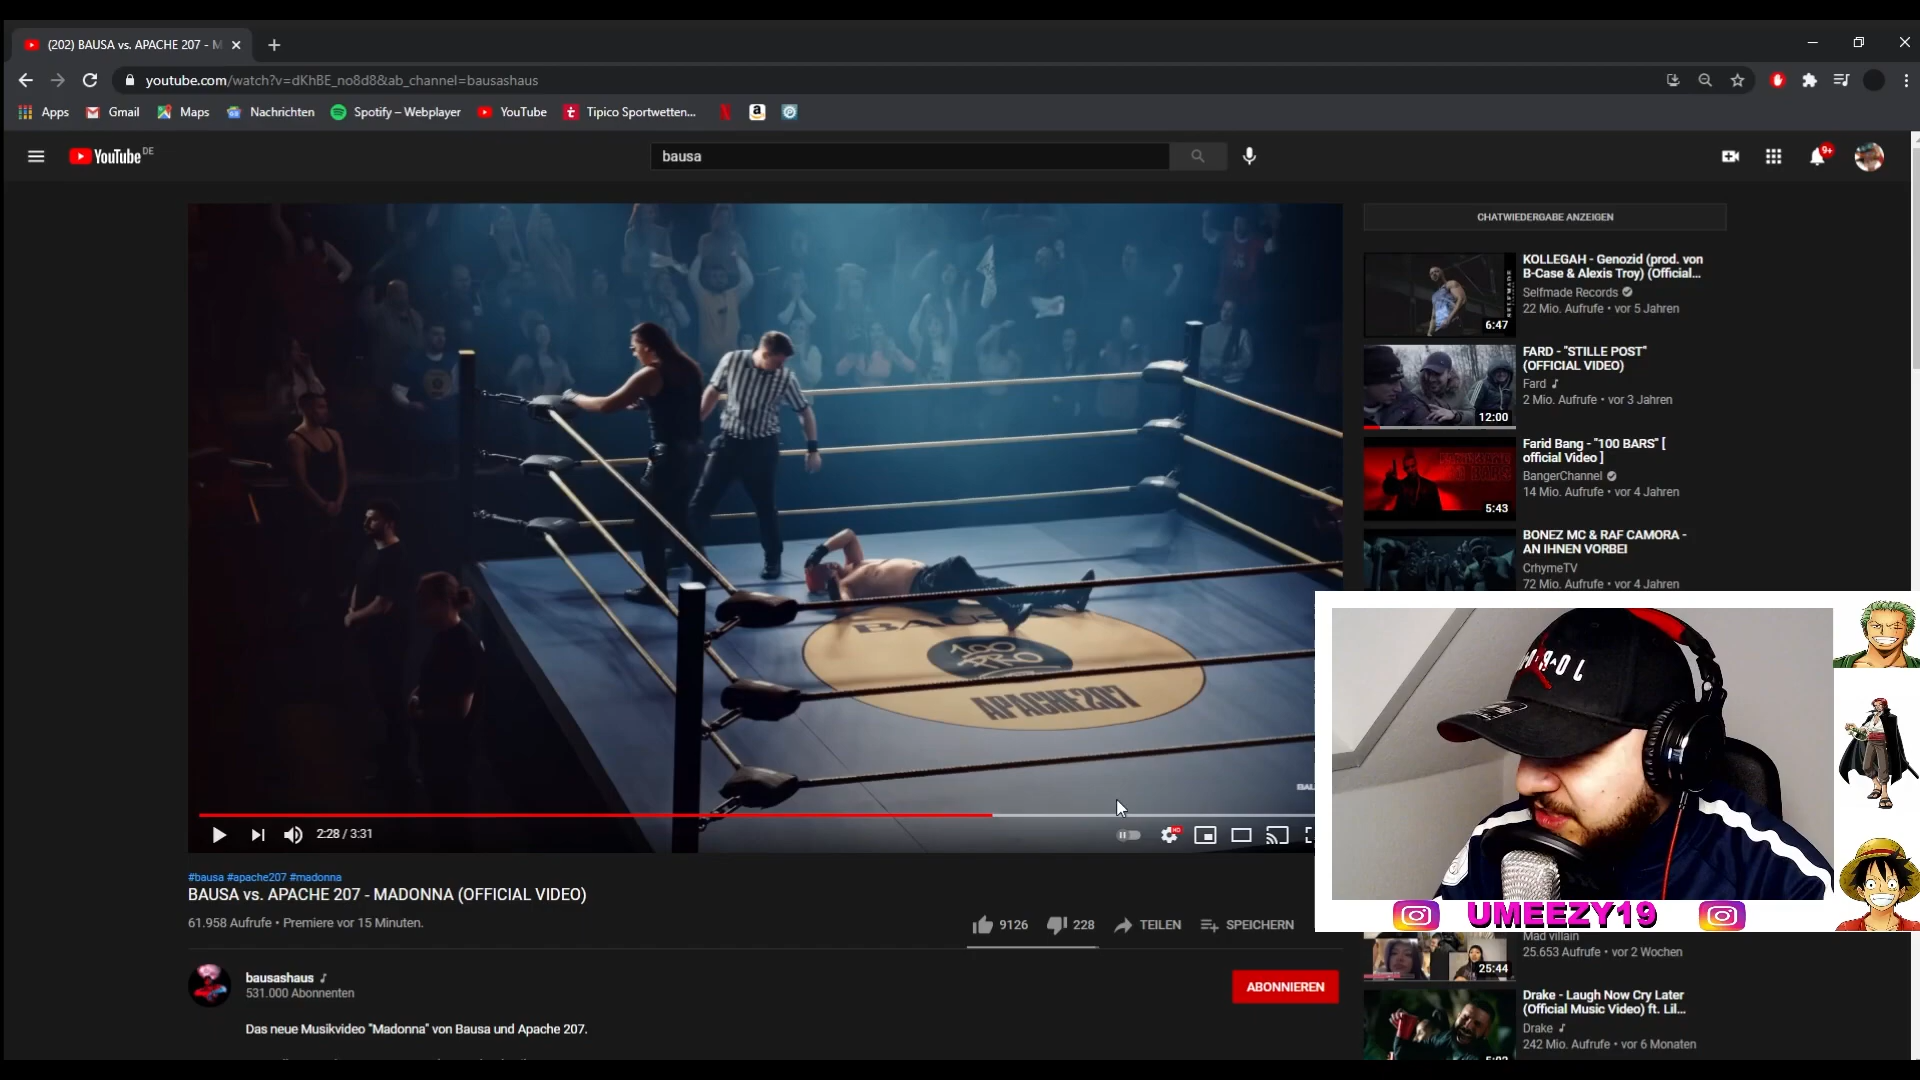 (202) BAUSA vs. APACHE 207 - M
youtube.com/watch?v=dKhBE_no8d8&ab_channel=bausashaus
Apps Gmail Maps Nachrichten Spotify – Webplayer YouTube Tipico Sportwetten...
YouTube DE
bausa
9+
CHATWIEDERGABE ANZEIGEN
KOLLEGAH - Genozid (prod. von
B-Case & Alexis Troy) (Official...
Selfmade Records
22 Mio. Aufrufe • vor 5 Jahren
6:47
FARD - "STILLE POST"
(OFFICIAL VIDEO)
Fard
2 Mio. Aufrufe • vor 3 Jahren
12:00
Farid Bang - "100 BARS" [
official Video ]
BangerChannel
14 Mio. Aufrufe • vor 4 Jahren
5:43
BONEZ MC & RAF CAMORA -
AN IHNEN VORBEI
CrhymeTV
72 Mio. Aufrufe • vor 4 Jahren
100
PRO
APACHE207
2:28 / 3:31
HD
#bausa #apache207 #madonna
BAUSA vs. APACHE 207 - MADONNA (OFFICIAL VIDEO)
61.958 Aufrufe • Premiere vor 15 Minuten.
9126 228 TEILEN SPEICHERN
bausashaus
531.000 Abonnenten
ABONNIEREN
Das neue Musikvideo "Madonna" von Bausa und Apache 207.
UMEEZY19
Mad villain
25.653 Aufrufe • vor 2 Wochen
25:44
Drake - Laugh Now Cry Later
(Official Music Video) ft. Lil...
Drake
242 Mio. Aufrufe • vor 6 Monaten